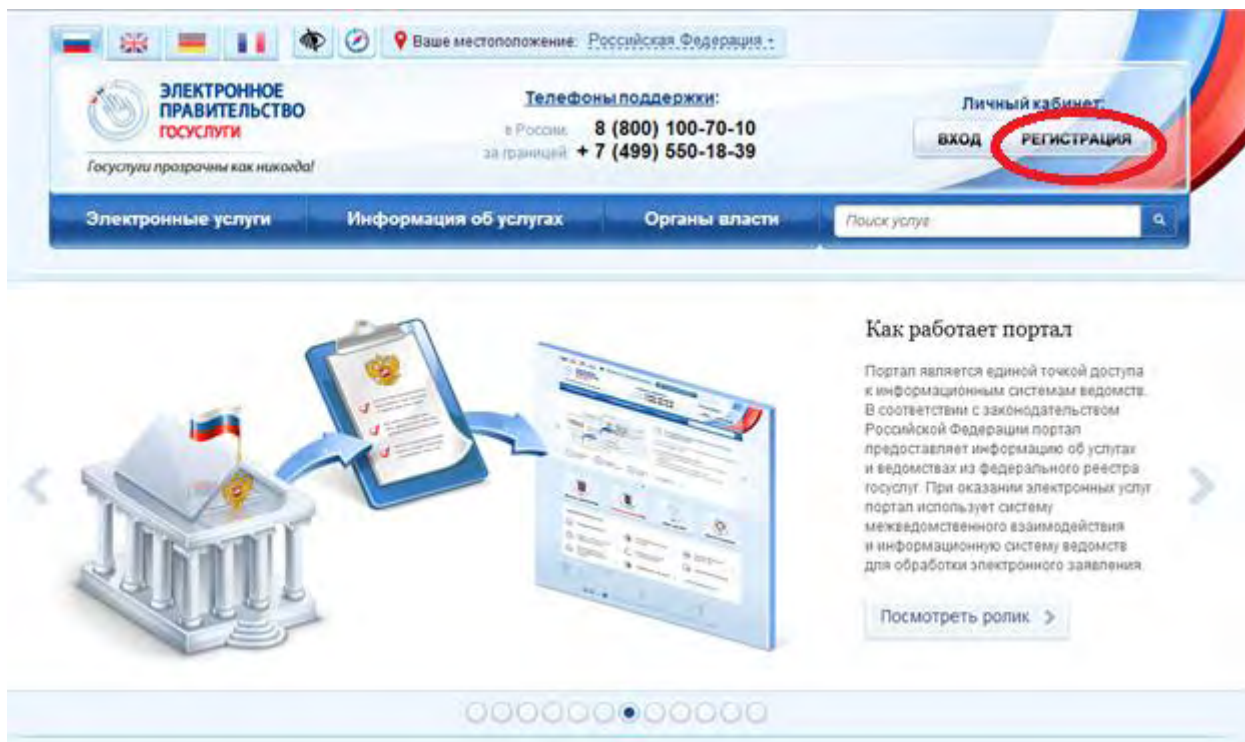 Ваше местоположение: Российская Федерация
ЭЛЕКТРОННОЕ
ПРАВИТЕЛЬСТВО
ГОСУСЛУГИ
Госуслуги прозрачны как никогда!
Телефоны поддержки:
в России: 8 (800) 100-70-10
за границей: + 7 (499) 550-18-39
Личный кабинет:
ВХОД РЕГИСТРАЦИЯ
Электронные услуги Информация об услугах Органы власти Поиск услуг
Как работает портал
Портал является единой точкой доступа
к информационным системам ведомств.
В соответствии с законодательством
Российской Федерации портал
предоставляет информацию об услугах
и ведомствах из федерального реестра
госуслуг. При оказании электронных услуг
портал использует систему
межведомственного взаимодействия
и информационную систему ведомств
для обработки электронного заявления.
Посмотреть ролик